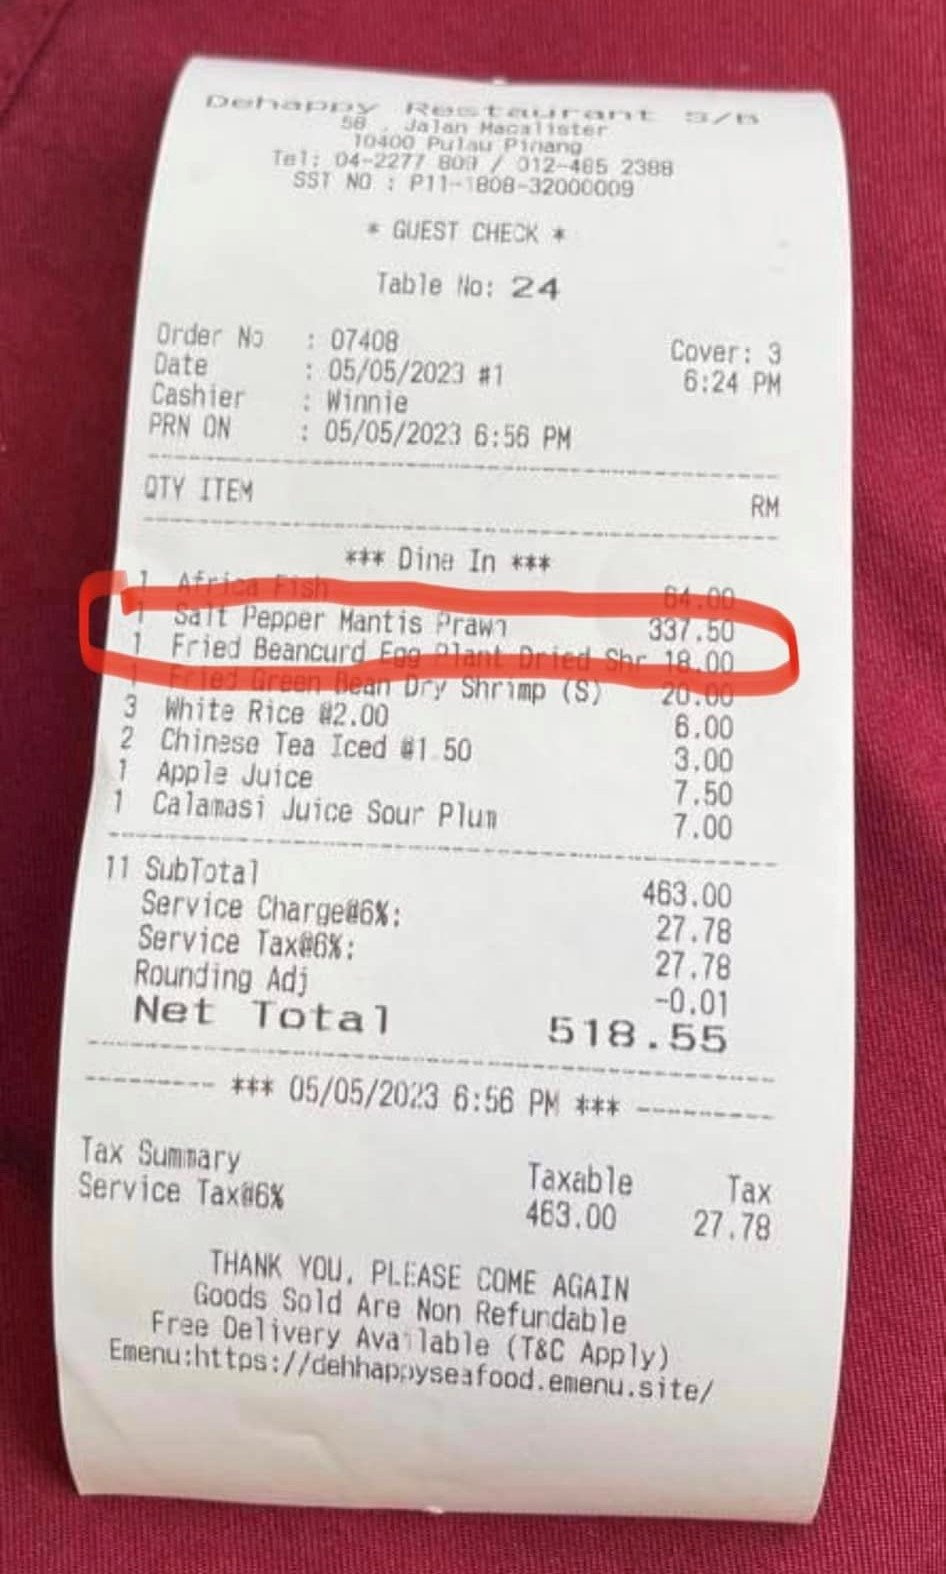 Dehappy Restaurant S/B
58 , Jalan Macalister
10400 Pulau Pinang
Tel: 04-2277 809 / 012-465 2388
SST NO : P11-1808-32000009
* GUEST CHECK *
Table No: 24
Order No : 07408 Cover: 3
Date : 05/05/2023 #1 6:24 PM
Cashier : Winnie
PRN ON : 05/05/2023 6:56 PM
QTY ITEM RM
*** Dine In ***
1 Africa Fish 64.00
1 Salt Pepper Mantis Prawn 337.50
1 Fried Beancurd Egg Plant Dried Shr 18.00
1 Fried Green Bean Dry Shrimp (S) 20.00
3 White Rice @2.00 6.00
2 Chinese Tea Iced @1.50 3.00
1 Apple Juice 7.50
1 Calamasi Juice Sour Plum 7.00
11 SubTotal 463.00
Service Charge@6%: 27.78
Service Tax@6%: 27.78
Rounding Adj -0.01
Net Total 518.55
*** 05/05/2023 6:56 PM ***
Tax Summary Taxable Tax
Service Tax@6% 463.00 27.78
THANK YOU, PLEASE COME AGAIN
Goods Sold Are Non Refundable
Free Delivery Available (T&C Apply)
Emenu:https://dehhappyseafood.emenu.site/